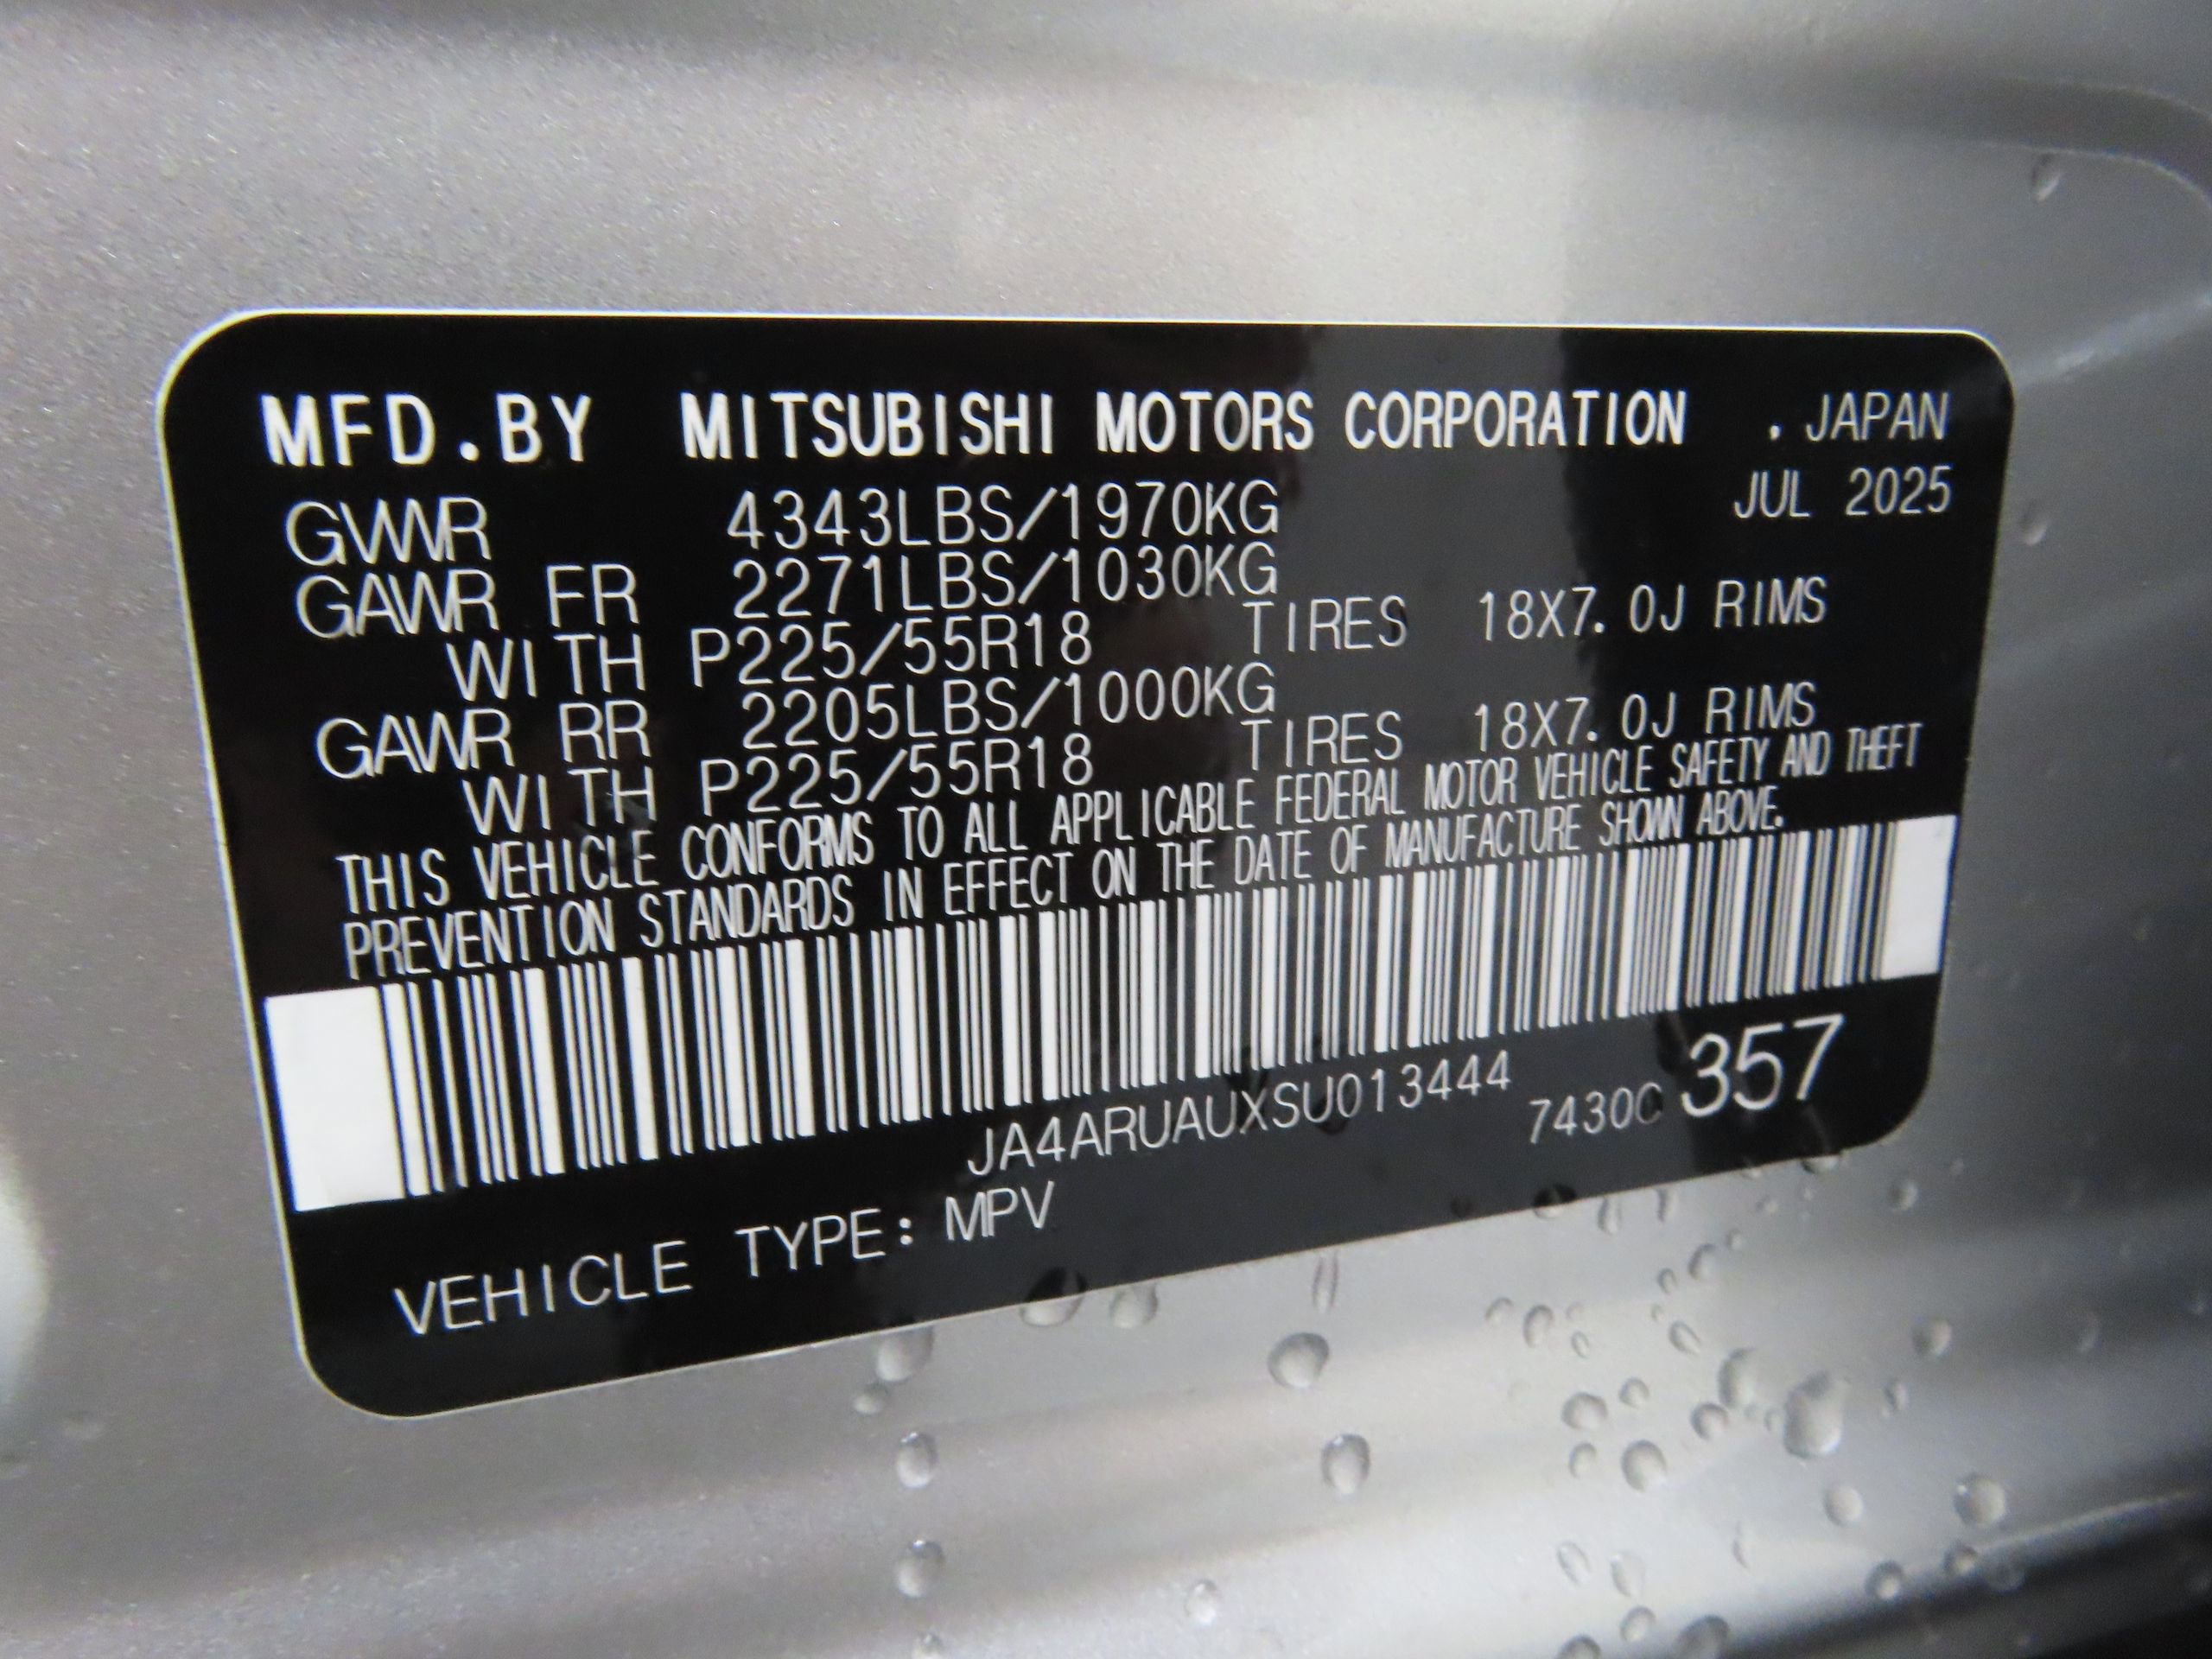 MFD.BY MITSUBISHI MOTORS CORPORATION . JAPAN
GVWR 4343LBS/1970KG JUL 2025
GAWR FR 2271LBS/1030KG
WITH P225/55R18 TIRES 18X7.0J RIMS
GAWR RR 2205LBS/1000KG
WITH P225/55R18 TIRES 18X7.0J RIMS
THIS VEHICLE CONFORMS TO ALL APPLICABLE FEDERAL MOTOR VEHICLE SAFETY AND THEFT
PREVENTION STANDARDS IN EFFECT ON THE DATE OF MANUFACTURE SHOWN ABOVE.
JA4ARUAUXSU013444 7430C 357
VEHICLE TYPE: MPV